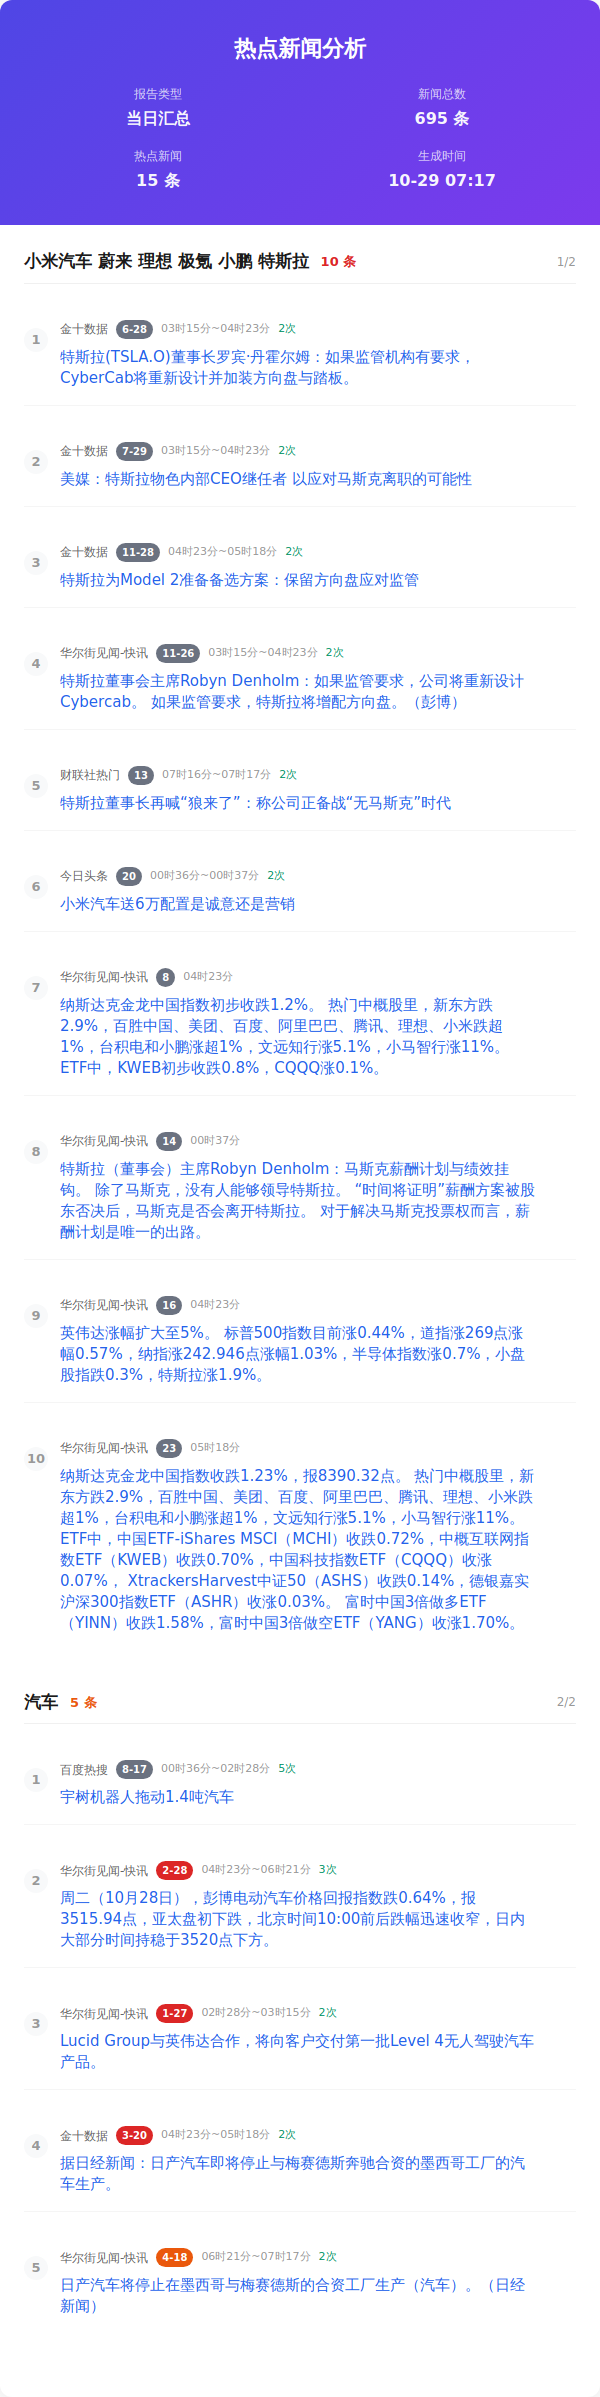 热点新闻分析
报告类型
当日汇总
新闻总数
695 条
热点新闻
15 条
生成时间
10-29 07:17
小米汽车 蔚来 理想 极氪 小鹏 特斯拉 10 条 1/2
1
金十数据 6-28 03时15分~04时23分 2次
特斯拉(TSLA.O)董事长罗宾·丹霍尔姆：如果监管机构有要求，
CyberCab将重新设计并加装方向盘与踏板。
2
金十数据 7-29 03时15分~04时23分 2次
美媒：特斯拉物色内部CEO继任者 以应对马斯克离职的可能性
3
金十数据 11-28 04时23分~05时18分 2次
特斯拉为Model 2准备备选方案：保留方向盘应对监管
4
华尔街见闻-快讯 11-26 03时15分~04时23分 2次
特斯拉董事会主席Robyn Denholm：如果监管要求，公司将重新设计
Cybercab。 如果监管要求，特斯拉将增配方向盘。（彭博）
5
财联社热门 13 07时16分~07时17分 2次
特斯拉董事长再喊“狼来了”：称公司正备战“无马斯克”时代
6
今日头条 20 00时36分~00时37分 2次
小米汽车送6万配置是诚意还是营销
7
华尔街见闻-快讯 8 04时23分
纳斯达克金龙中国指数初步收跌1.2%。 热门中概股里，新东方跌
2.9%，百胜中国、美团、百度、阿里巴巴、腾讯、理想、小米跌超
1%，台积电和小鹏涨超1%，文远知行涨5.1%，小马智行涨11%。
ETF中，KWEB初步收跌0.8%，CQQQ涨0.1%。
8
华尔街见闻-快讯 14 00时37分
特斯拉（董事会）主席Robyn Denholm：马斯克薪酬计划与绩效挂
钩。 除了马斯克，没有人能够领导特斯拉。 “时间将证明”薪酬方案被股
东否决后，马斯克是否会离开特斯拉。 对于解决马斯克投票权而言，薪
酬计划是唯一的出路。
9
华尔街见闻-快讯 16 04时23分
英伟达涨幅扩大至5%。 标普500指数目前涨0.44%，道指涨269点涨
幅0.57%，纳指涨242.946点涨幅1.03%，半导体指数涨0.7%，小盘
股指跌0.3%，特斯拉涨1.9%。
10
华尔街见闻-快讯 23 05时18分
纳斯达克金龙中国指数收跌1.23%，报8390.32点。 热门中概股里，新
东方跌2.9%，百胜中国、美团、百度、阿里巴巴、腾讯、理想、小米跌
超1%，台积电和小鹏涨超1%，文远知行涨5.1%，小马智行涨11%。
ETF中，中国ETF-iShares MSCI（MCHI）收跌0.72%，中概互联网指
数ETF（KWEB）收跌0.70%，中国科技指数ETF（CQQQ）收涨
0.07%， XtrackersHarvest中证50（ASHS）收跌0.14%，德银嘉实
沪深300指数ETF（ASHR）收涨0.03%。 富时中国3倍做多ETF
（YINN）收跌1.58%，富时中国3倍做空ETF（YANG）收涨1.70%。
汽车 5 条 2/2
1
百度热搜 8-17 00时36分~02时28分 5次
宇树机器人拖动1.4吨汽车
2
华尔街见闻-快讯 2-28 04时23分~06时21分 3次
周二（10月28日），彭博电动汽车价格回报指数跌0.64%，报
3515.94点，亚太盘初下跌，北京时间10:00前后跌幅迅速收窄，日内
大部分时间持稳于3520点下方。
3
华尔街见闻-快讯 1-27 02时28分~03时15分 2次
Lucid Group与英伟达合作，将向客户交付第一批Level 4无人驾驶汽车
产品。
4
金十数据 3-20 04时23分~05时18分 2次
据日经新闻：日产汽车即将停止与梅赛德斯奔驰合资的墨西哥工厂的汽
车生产。
5
华尔街见闻-快讯 4-18 06时21分~07时17分 2次
日产汽车将停止在墨西哥与梅赛德斯的合资工厂生产（汽车）。（日经
新闻）